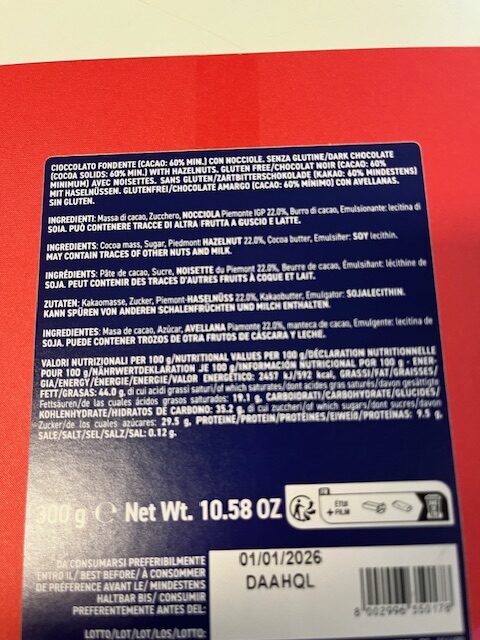 CIOCCOLATO FONDENTE (CACAO: 60% MIN.) CON NOCCIOLE. SENZA GLUTINE/DARK CHOCOLATE
(COCOA SOLIDS: 60% MIN.) WITH HAZELNUTS. GLUTEN FREE/CHOCOLAT NOIR (CACAO: 60%
MINIMUM) AVEC NOISETTES. SANS GLUTEN/ZARTBITTERSCHOKOLADE (KAKAO: 60% MINDESTENS)
MIT HASELNÜSSEN. GLUTENFREI/CHOCOLATE AMARGO (CACAO: 60% MÍNIMO) CON AVELLANAS.
SIN GLUTEN.
INGREDIENTI: Massa di cacao, Zucchero, NOCCIOLA Piemonte IGP 22.0%, Burro di cacao, Emulsionante: lecitina di
SOIA. PUÒ CONTENERE TRACCE DI ALTRA FRUTTA A GUSCIO E LATTE.
INGREDIENTS: Cocoa mass, Sugar, Piedmont HAZELNUT 22.0%, Cocoa butter, Emulsifier: SOY lecithin.
MAY CONTAIN TRACES OF OTHER NUTS AND MILK.
INGRÉDIENTS: Pâte de cacao, Sucre, NOISETTE du Piemont 22.0%, Beurre de cacao, Émulsifiant: lécithine de
SOJA. PEUT CONTENIR DES TRACES D'AUTRES FRUITS À COQUE ET LAIT.
ZUTATEN: Kakaomasse, Zucker, Piemont-HASELNÜSS 22.0%, Kakaobutter, Emulgator: SOJALECITHIN.
KANN SPÜREN VON ANDEREN SCHALENFRÜCHTEN UND MILCH ENTHALTEN.
INGREDIENTES: Masa de cacao, Azúcar, AVELLANA Piamonte 22.0%, manteca de cacao, Emulgente: lecitina de
SOJA. PUEDE CONTENER TROZOS DE OTRA FRUTOS DE CÁSCARA Y LECHE.
VALORI NUTRIZIONALI PER 100 g/NUTRITIONAL VALUES PER 100 g/DÉCLARATION NUTRITIONNELLE
POUR 100 g/NÄHRWERTDEKLARATION JE 100 g/INFORMACIÓN NUTRICIONAL POR 100 g - ENER-
GIA/ENERGY/ÉNERGIE/ENERGIE/VALOR ENERGÉTICO: 2457 kJ/592 kcal. GRASSI/FAT/GRAISSES/
FETT/GRASAS: 44.0 g, di cui acidi grassi saturi/of which saturates/dont acides gras saturés/davon gesättigte
Fettsäuren/de las cuales ácidos grasos saturados: 19.1 g. CARBOIDRATI/CARBOHYDRATE/GLUCIDES/
KOHLENHYDRATE/HIDRATOS DE CARBONO: 35.2 g, di cui zuccheri/of which sugars/dont sucres/davon
Zucker/de los cuales azúcares: 29.5 g. PROTEINE/PROTEIN/PROTÉINES/EIWEIß/PROTEÍNAS: 9.5 g.
SALE/SALT/SEL/SALZ/SAL: 0.12 g.
300 g ℮ Net Wt. 10.58 OZ
FR
ÉTUI
+ FILM
DA CONSUMARSI PREFERIBILMENTE
ENTRO IL/ BEST BEFORE/ À CONSOMMER
DE PRÉFÉRENCE AVANT LE/ MINDESTENS
HALTBAR BIS/ CONSUMIR
PREFERENTEMENTE ANTES DEL:
01/01/2026
DAAHQL
8 002996 550178
LOTTO/LOT/LOT/LOS/LOTTO: